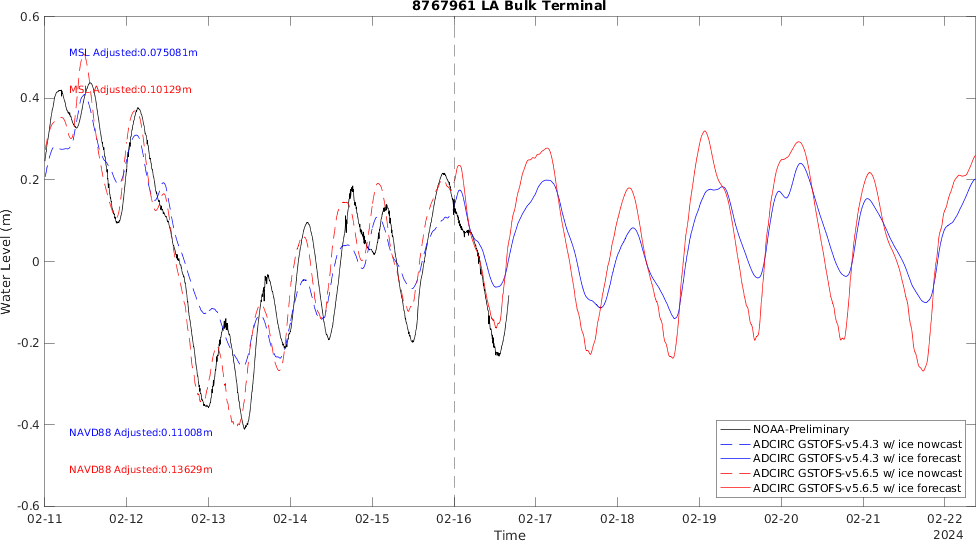 8767961 LA Bulk Terminal
0.6
0.4
0.2
0
-0.2
-0.4
-0.6
Water Level (m)
MSL Adjusted:0.075081m
MSL Adjusted:0.10129m
NAVD88 Adjusted:0.11008m
NAVD88 Adjusted:0.13629m
NOAA-Preliminary
ADCIRC GSTOFS-v5.4.3 w/ ice nowcast
ADCIRC GSTOFS-v5.4.3 w/ ice forecast
ADCIRC GSTOFS-v5.6.5 w/ ice nowcast
ADCIRC GSTOFS-v5.6.5 w/ ice forecast
02-11 02-12 02-13 02-14 02-15 02-16 02-17 02-18 02-19 02-20 02-21 02-22
2024
Time